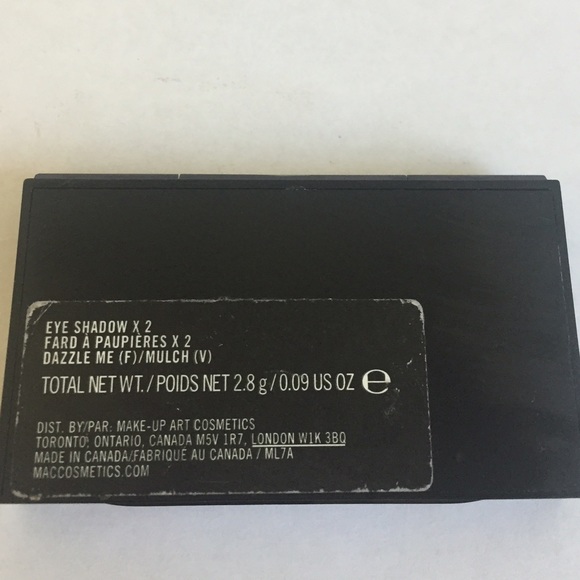 EYE SHADOW X 2
FARD À PAUPIÈRES X 2
DAZZLE ME (F)/MULCH (V)
TOTAL NET WT./POIDS NET 2.8 g/0.09 US OZ ℮
DIST. BY/PAR: MAKE-UP ART COSMETICS
TORONTO, ONTARIO, CANADA M5V 1R7, LONDON W1K 3BQ
MADE IN CANADA/FABRIQUÉ AU CANADA / ML7A
MACCOSMETICS.COM